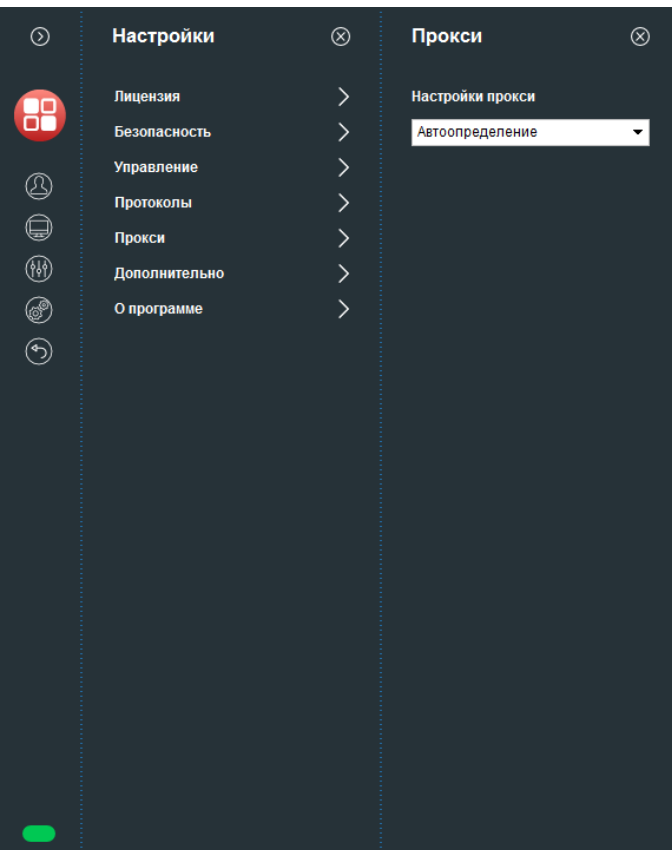 Настройки
Лицензия
Безопасность
Управление
Протоколы
Прокси
Дополнительно
О программе
Прокси
Настройки прокси
Автоопределение